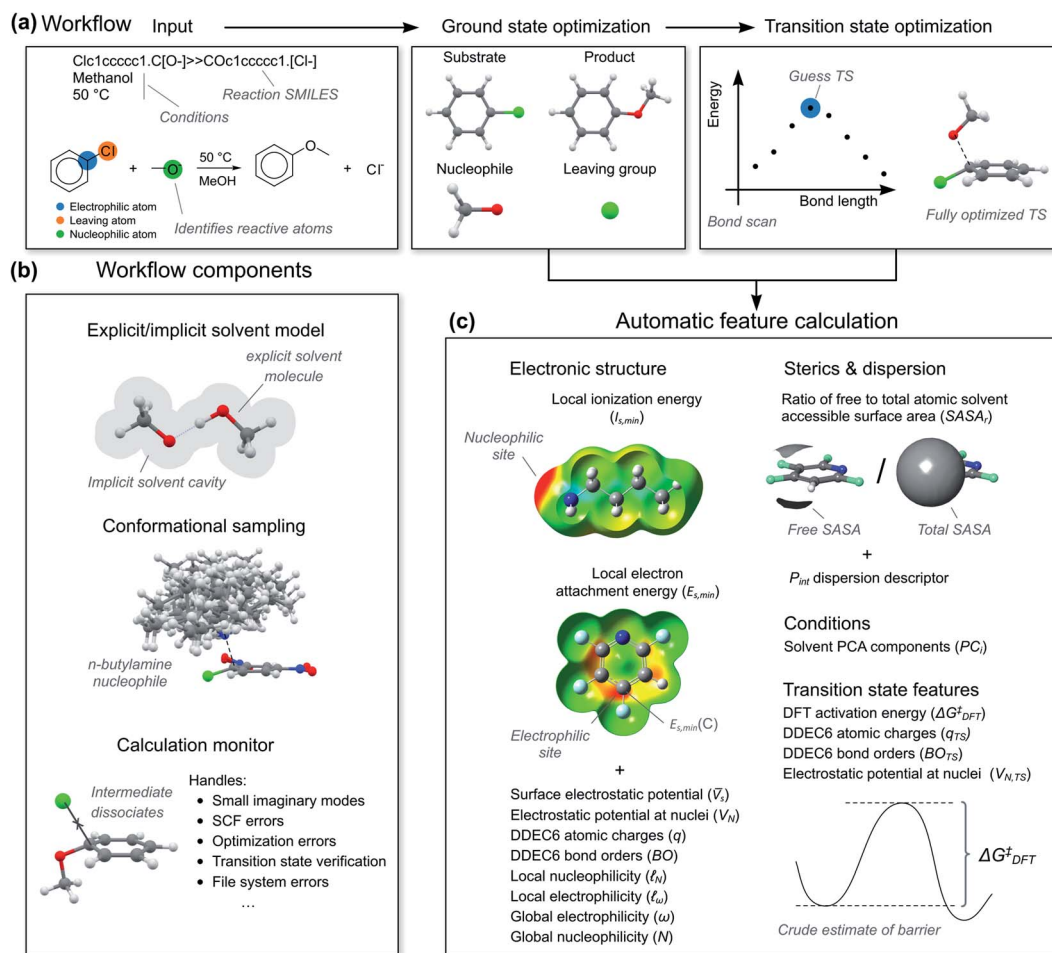 (a) Workflow Input Ground state optimization Transition state optimization
Clc1ccccc1.C[O-]>>COc1ccccc1.[Cl-]
Methanol
50 °C
Reaction SMILES
Conditions
Cl
+
O-
50 °C
MeOH
O
+ Cl-
Electrophilic atom
Leaving atom
Nucleophilic atom
Identifies reactive atoms
Substrate Product
Nucleophile Leaving group
Guess TS
Energy
Bond length
Bond scan
Fully optimized TS
(b) Workflow components
Explicit/implicit solvent model
explicit solvent
molecule
Implicit solvent cavity
Conformational sampling
n-butylamine
nucleophile
Calculation monitor
Intermediate
dissociates
Handles:
• Small imaginary modes
• SCF errors
• Optimization errors
• Transition state verification
• File system errors
…
(c) Automatic feature calculation
Electronic structure
Local ionization energy
(Is,min)
Nucleophilic
site
Local electron
attachment energy (Es,min)
Es,min(C)
Electrophilic
site
+
Surface electrostatic potential (V̅s)
Electrostatic potential at nuclei (VN)
DDEC6 atomic charges (q)
DDEC6 bond orders (BO)
Local nucleophilicity (ℓN)
Local electrophilicity (ℓω)
Global electrophilicity (ω)
Global nucleophilicity (N)
Sterics & dispersion
Ratio of free to total atomic solvent
accessible surface area (SASAr)
/
Free SASA Total SASA
+
Pint dispersion descriptor
Conditions
Solvent PCA components (PCi)
Transition state features
DFT activation energy (ΔG‡DFT)
DDEC6 atomic charges (qTS)
DDEC6 bond orders (BOTS)
Electrostatic potential at nuclei (VN,TS)
ΔG‡DFT
Crude estimate of barrier